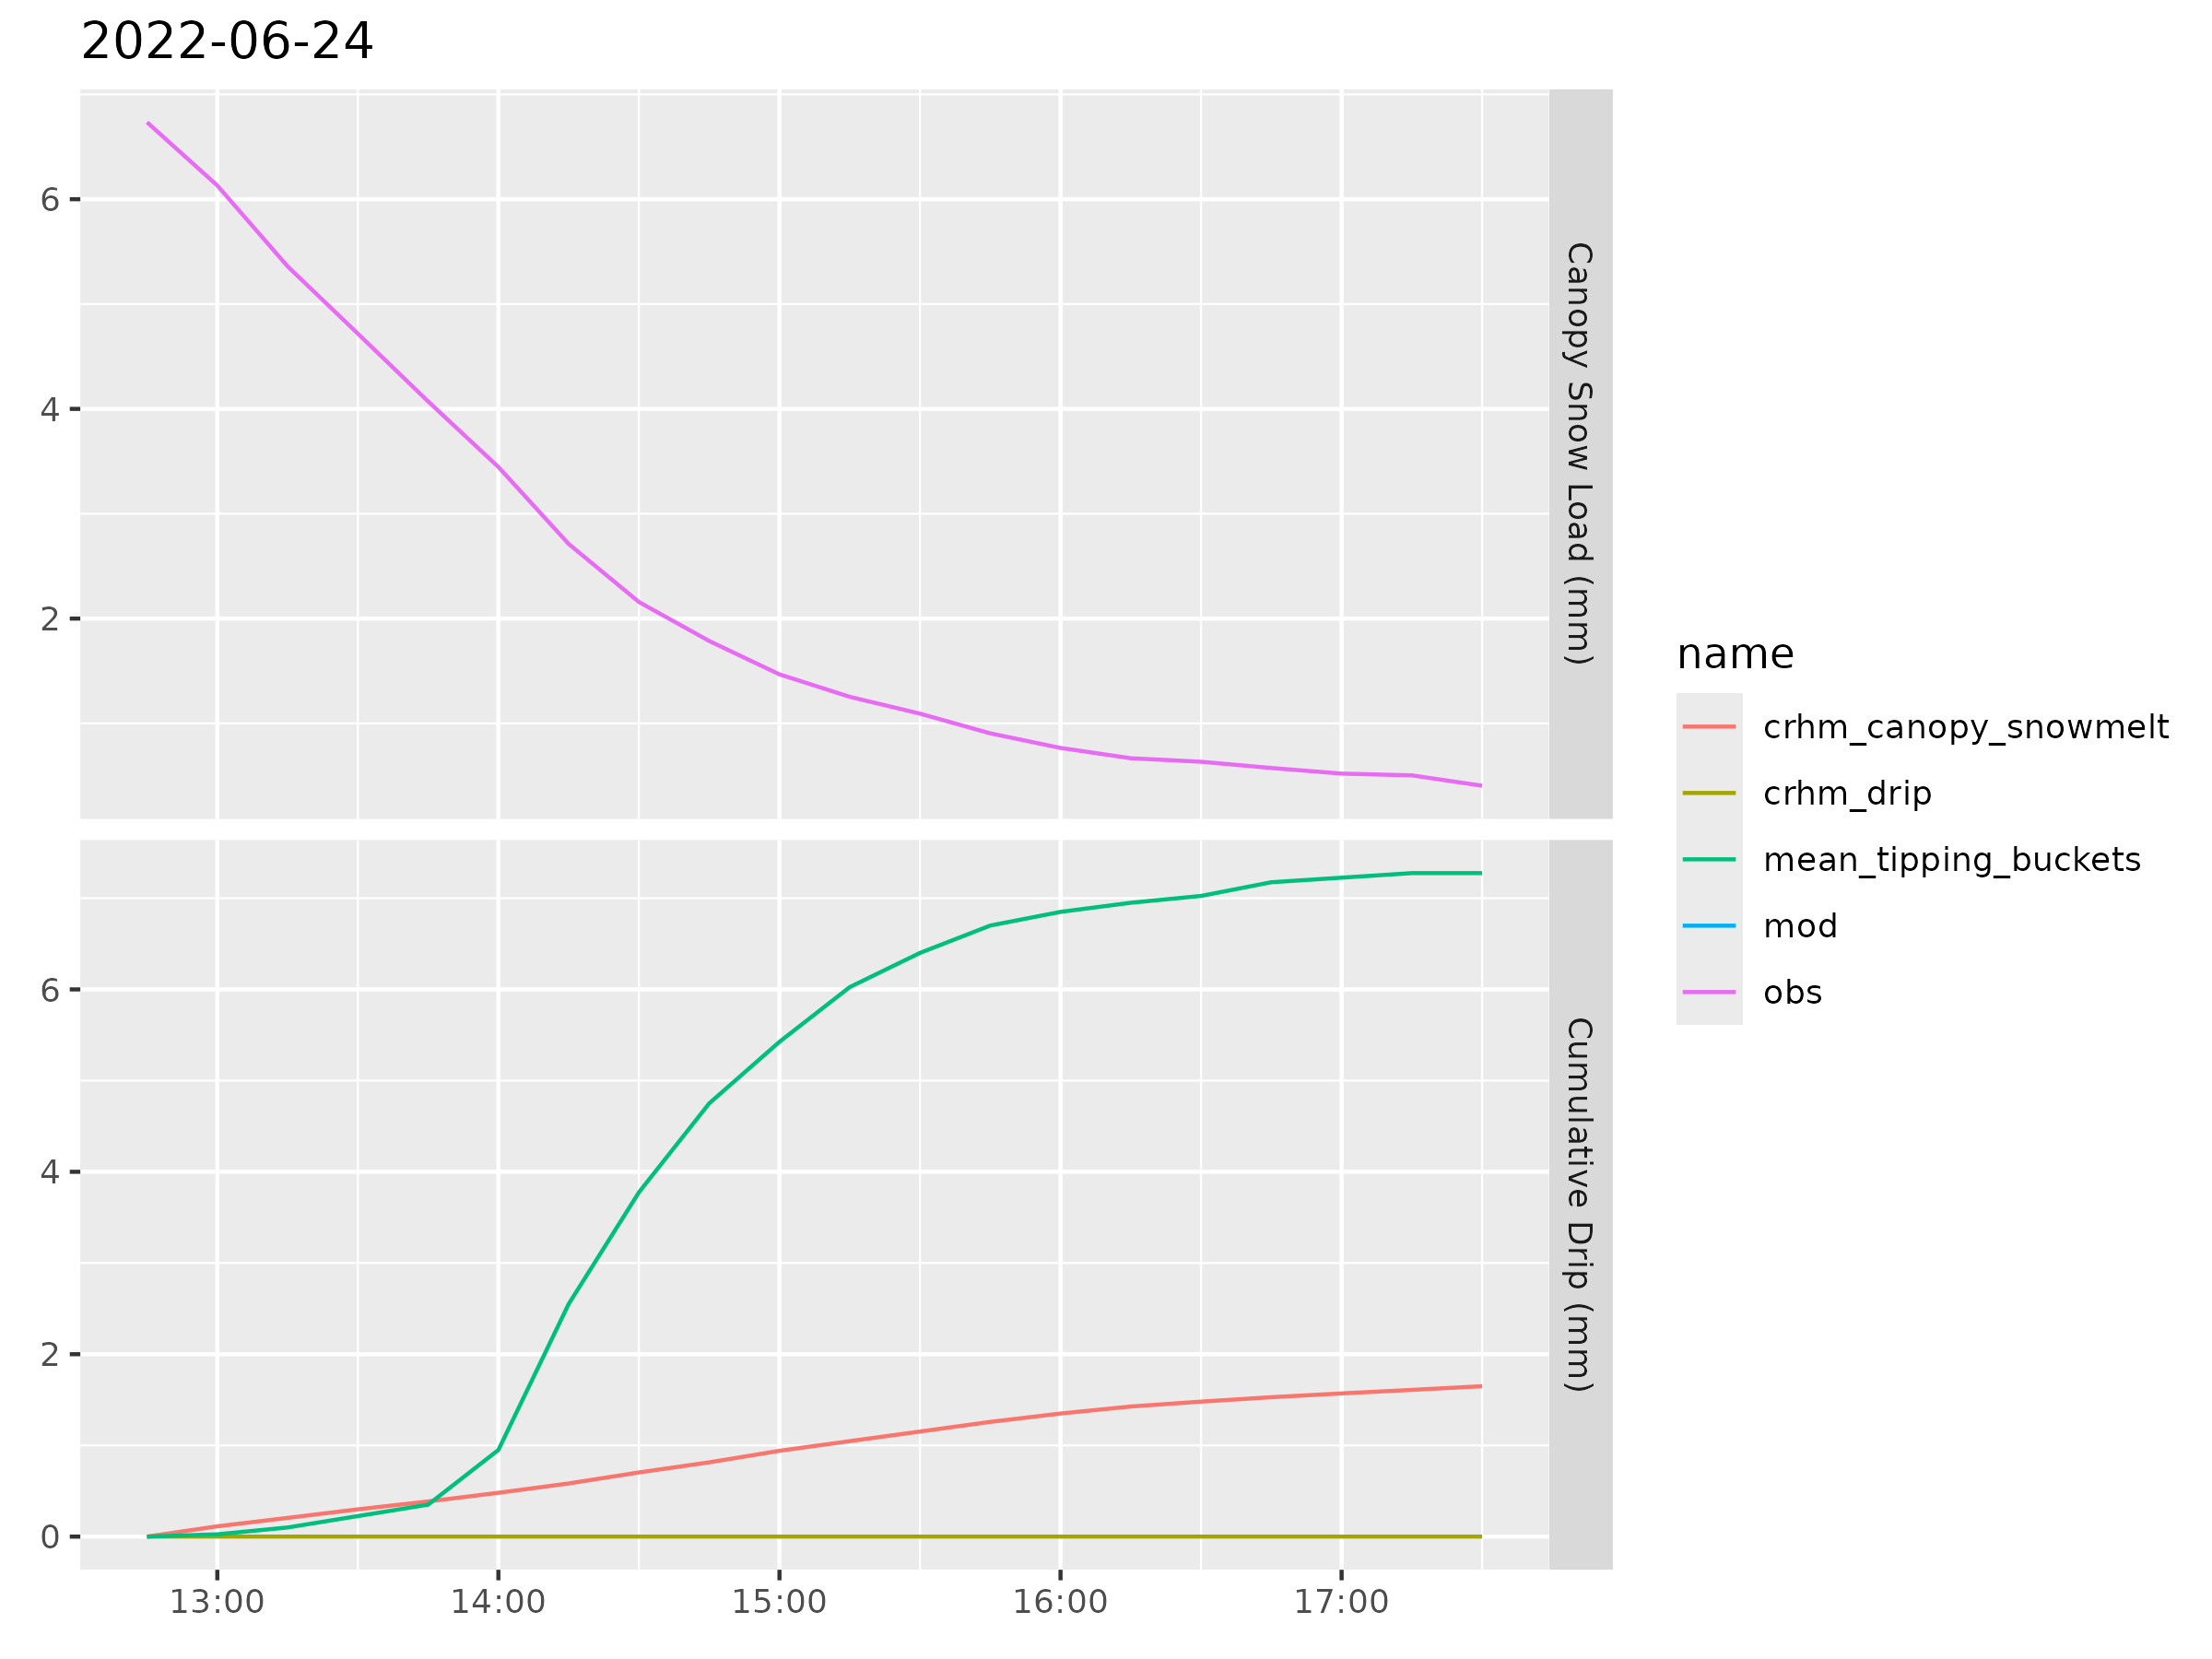 2022-06-24
6
4
2
Canopy Snow Load (mm)
6
4
2
0
Cumulative Drip (mm)
13:00 14:00 15:00 16:00 17:00
name
crhm_canopy_snowmelt
crhm_drip
mean_tipping_buckets
mod
obs